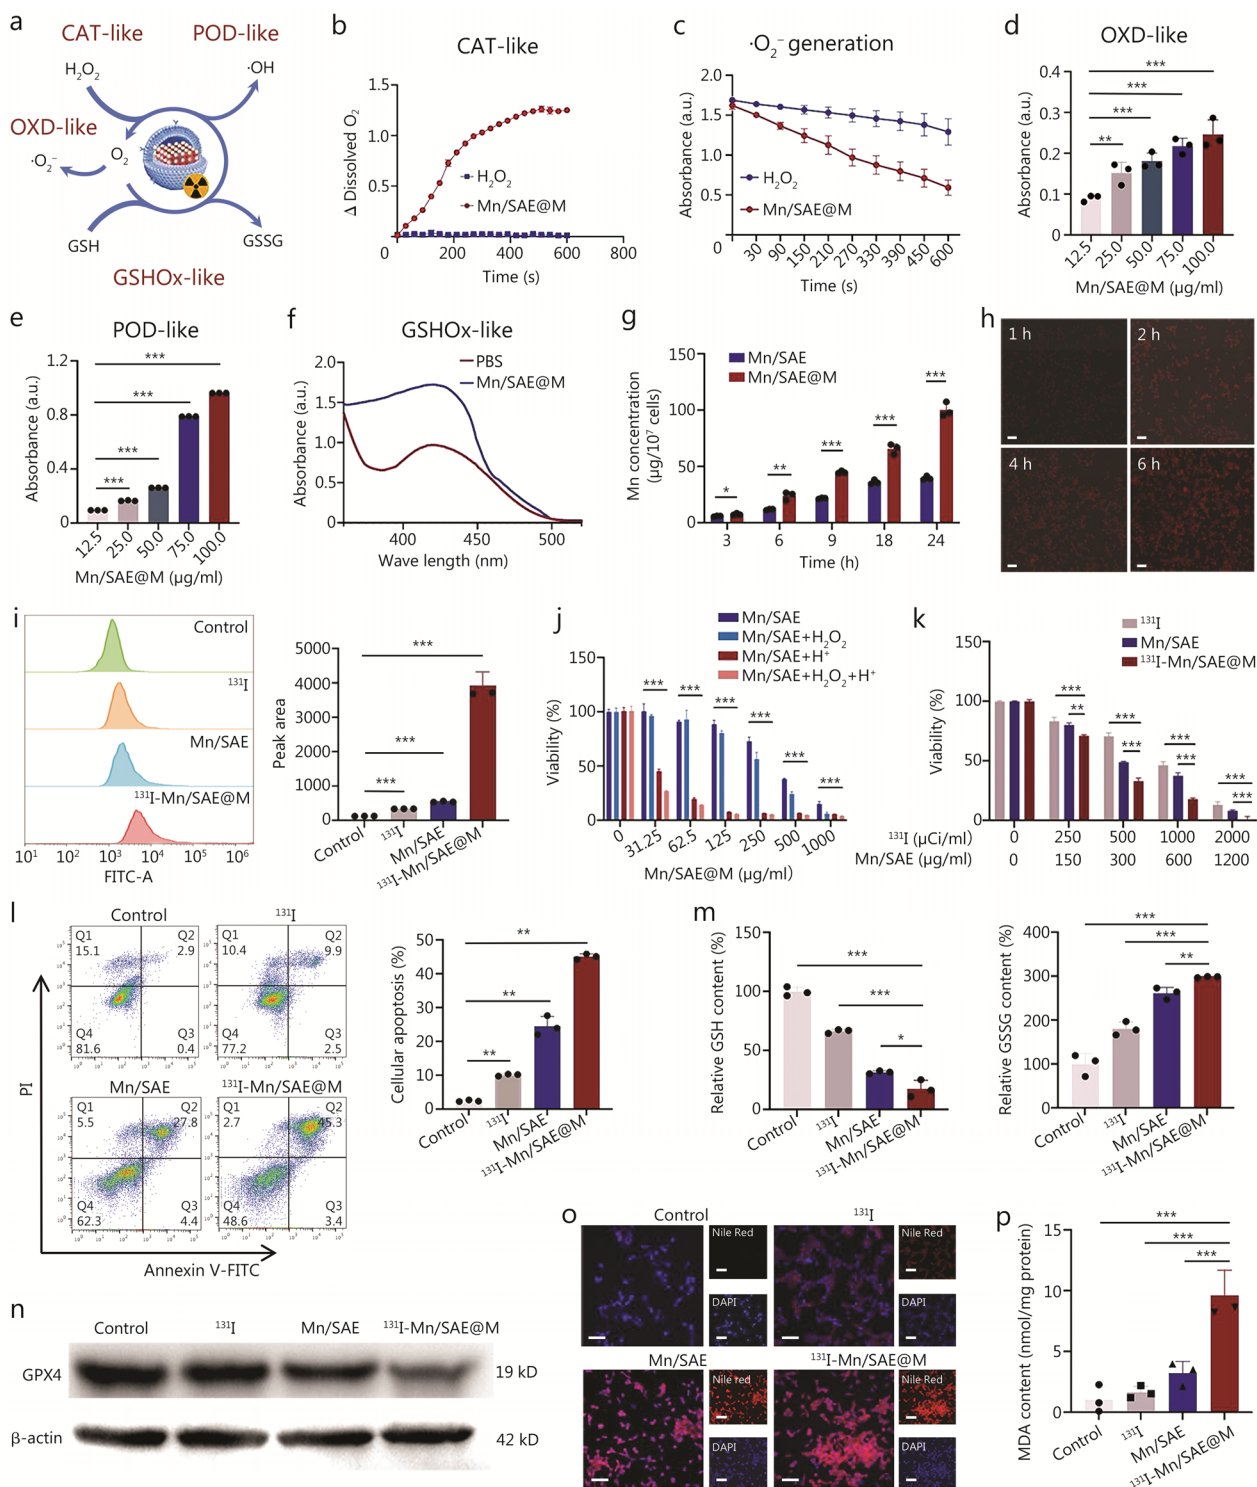 a
CAT-like
POD-like
H2O2
·OH
OXD-like
·O2−
O2
GSH
GSSG
GSHOx-like
b
CAT-like
Δ Dissolved O2
1.5
1.0
0.5
0
200
400
600
800
H2O2
Mn/SAE@M
Time (s)
c
·O2− generation
Absorbance (a.u.)
2.0
1.5
1.0
0.5
H2O2
Mn/SAE@M
0
30
90
150
210
270
330
390
450
600
Time (s)
d
OXD-like
Absorbance (a.u.)
0.4
0.3
0.2
0.1
0
***
***
***
**
12.5
25.0
50.0
75.0
100.0
Mn/SAE@M (μg/ml)
e
POD-like
Absorbance (a.u.)
1.2
0.8
0.4
0
***
***
***
***
12.5
25.0
50.0
75.0
100.0
Mn/SAE@M (μg/ml)
f
GSHOx-like
PBS
Mn/SAE@M
Absorbance (a.u.)
2.0
1.5
1.0
0.5
0
400
450
500
Wave length (nm)
g
Mn concentration
(μg/10⁷ cells)
150
100
50
0
Mn/SAE
Mn/SAE@M
*
**
***
***
***
3
6
9
18
24
Time (h)
h
1 h
2 h
4 h
6 h
i
Control
131I
Mn/SAE
131I-Mn/SAE@M
10¹ 10² 10³ 10⁴ 10⁵ 10⁶
FITC-A
Peak area
5000
4000
3000
2000
1000
0
***
***
***
Control
131I
Mn/SAE
131I-Mn/SAE@M
j
Mn/SAE
Mn/SAE+H2O2
Mn/SAE+H+
Mn/SAE+H2O2+H+
Viability (%)
150
100
50
0
***
***
***
***
***
***
0
31.25
62.5
125
250
500
1000
Mn/SAE@M (μg/ml)
k
131I
Mn/SAE
131I-Mn/SAE@M
Viability (%)
150
100
50
0
***
**
***
***
***
***
***
***
131I (μCi/ml) 0 250 500 1000 2000
Mn/SAE (μg/ml) 0 150 300 600 1200
l
Control
131I
Q1
15.1
Q2
2.9
Q4
81.6
Q3
0.4
Q1
10.4
Q2
9.9
Q4
77.2
Q3
2.5
Mn/SAE
131I-Mn/SAE@M
Q1
5.5
Q2
27.8
Q4
62.3
Q3
4.4
Q1
2.7
Q2
45.3
Q4
48.6
Q3
3.4
PI
Annexin V-FITC
Cellular apoptosis (%)
50
40
30
20
10
0
**
**
**
Control
131I
Mn/SAE
131I-Mn/SAE@M
m
Relative GSH content (%)
150
100
50
0
***
***
*
Control
131I
Mn/SAE
131I-Mn/SAE@M
Relative GSSG content (%)
400
300
200
100
0
***
***
**
Control
131I
Mn/SAE
131I-Mn/SAE@M
n
Control
131I
Mn/SAE
131I-Mn/SAE@M
GPX4
19 kD
β-actin
42 kD
o
Control
131I
Nile Red
DAPI
Nile Red
DAPI
Mn/SAE
131I-Mn/SAE@M
Nile red
DAPI
Nile red
DAPI
p
MDA content (nmol/mg protein)
15
10
5
0
***
***
***
Control
131I
Mn/SAE
131I-Mn/SAE@M